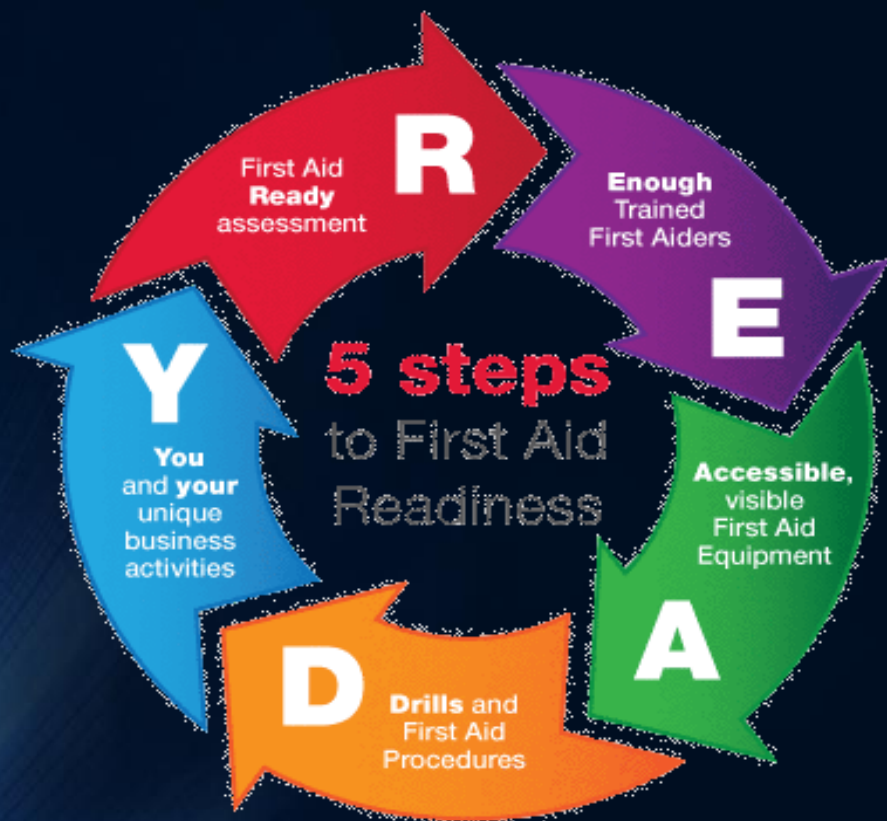 R
First Aid
Ready
assessment
E
Enough
Trained
First Aiders
A
Accessible,
visible
First Aid
Equipment
D
Drills and
First Aid
Procedures
Y
You
and your
unique
business
activities
5 steps
to First Aid
Readiness